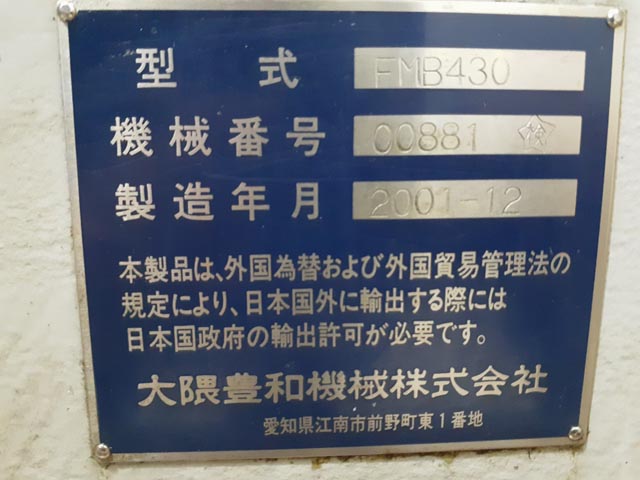 型式 FMB430
機械番号 00881 検
製造年月 2001-12
本製品は、外国為替および外国貿易管理法の
規定により、日本国外に輸出する際には
日本国政府の輸出許可が必要です。
大隈豊和機械株式会社
愛知県江南市前野町東1番地